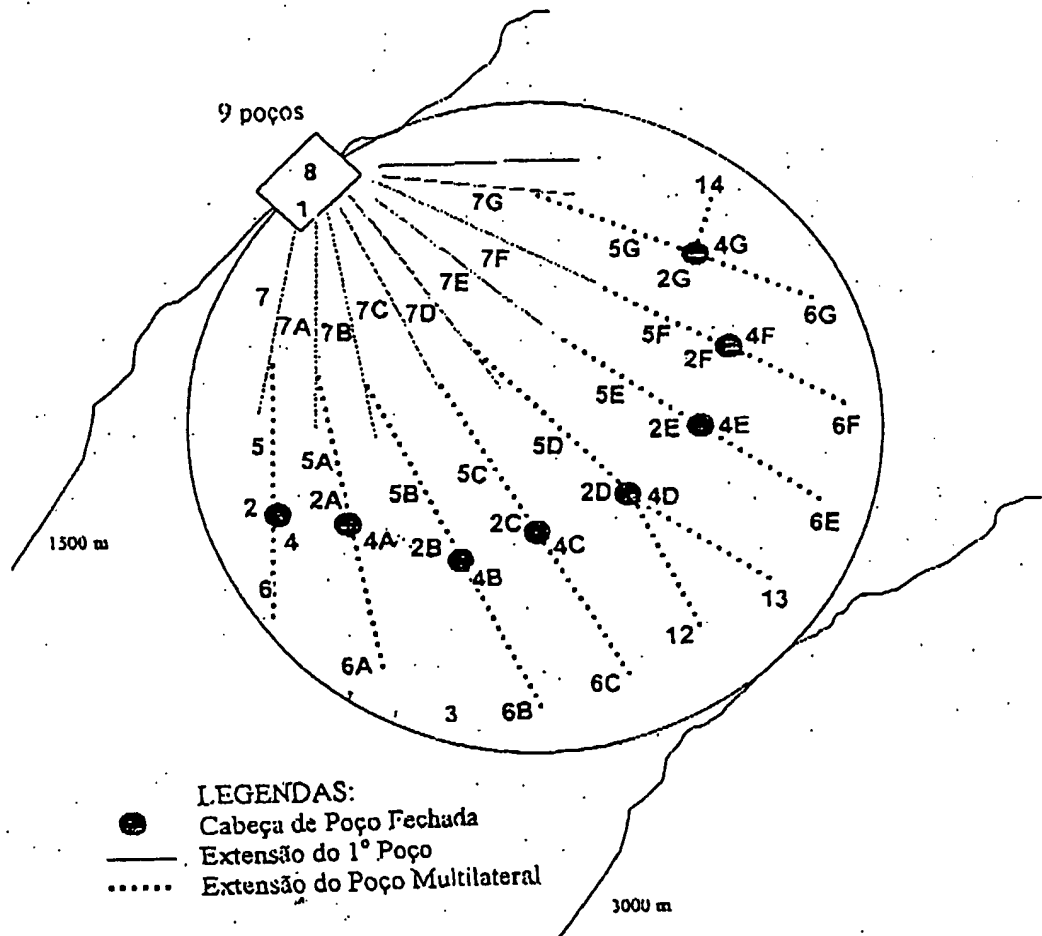 9 poços
8
1
14
7G
5G
4G
2G
6G
7F
7E
5F
4F
2F
6F
7
7A
7B
7C
7D
5E
2E
4E
6E
5
5A
5B
5C
5D
2
2A
4
4A
2B
4B
2C
4C
2D
4D
13
12
6
6A
3
6B
6C
1500 m
LEGENDAS:
Cabeça de Poço Fechada
Extensão do 1º Poço
Extensão do Poço Multilateral
3000 m